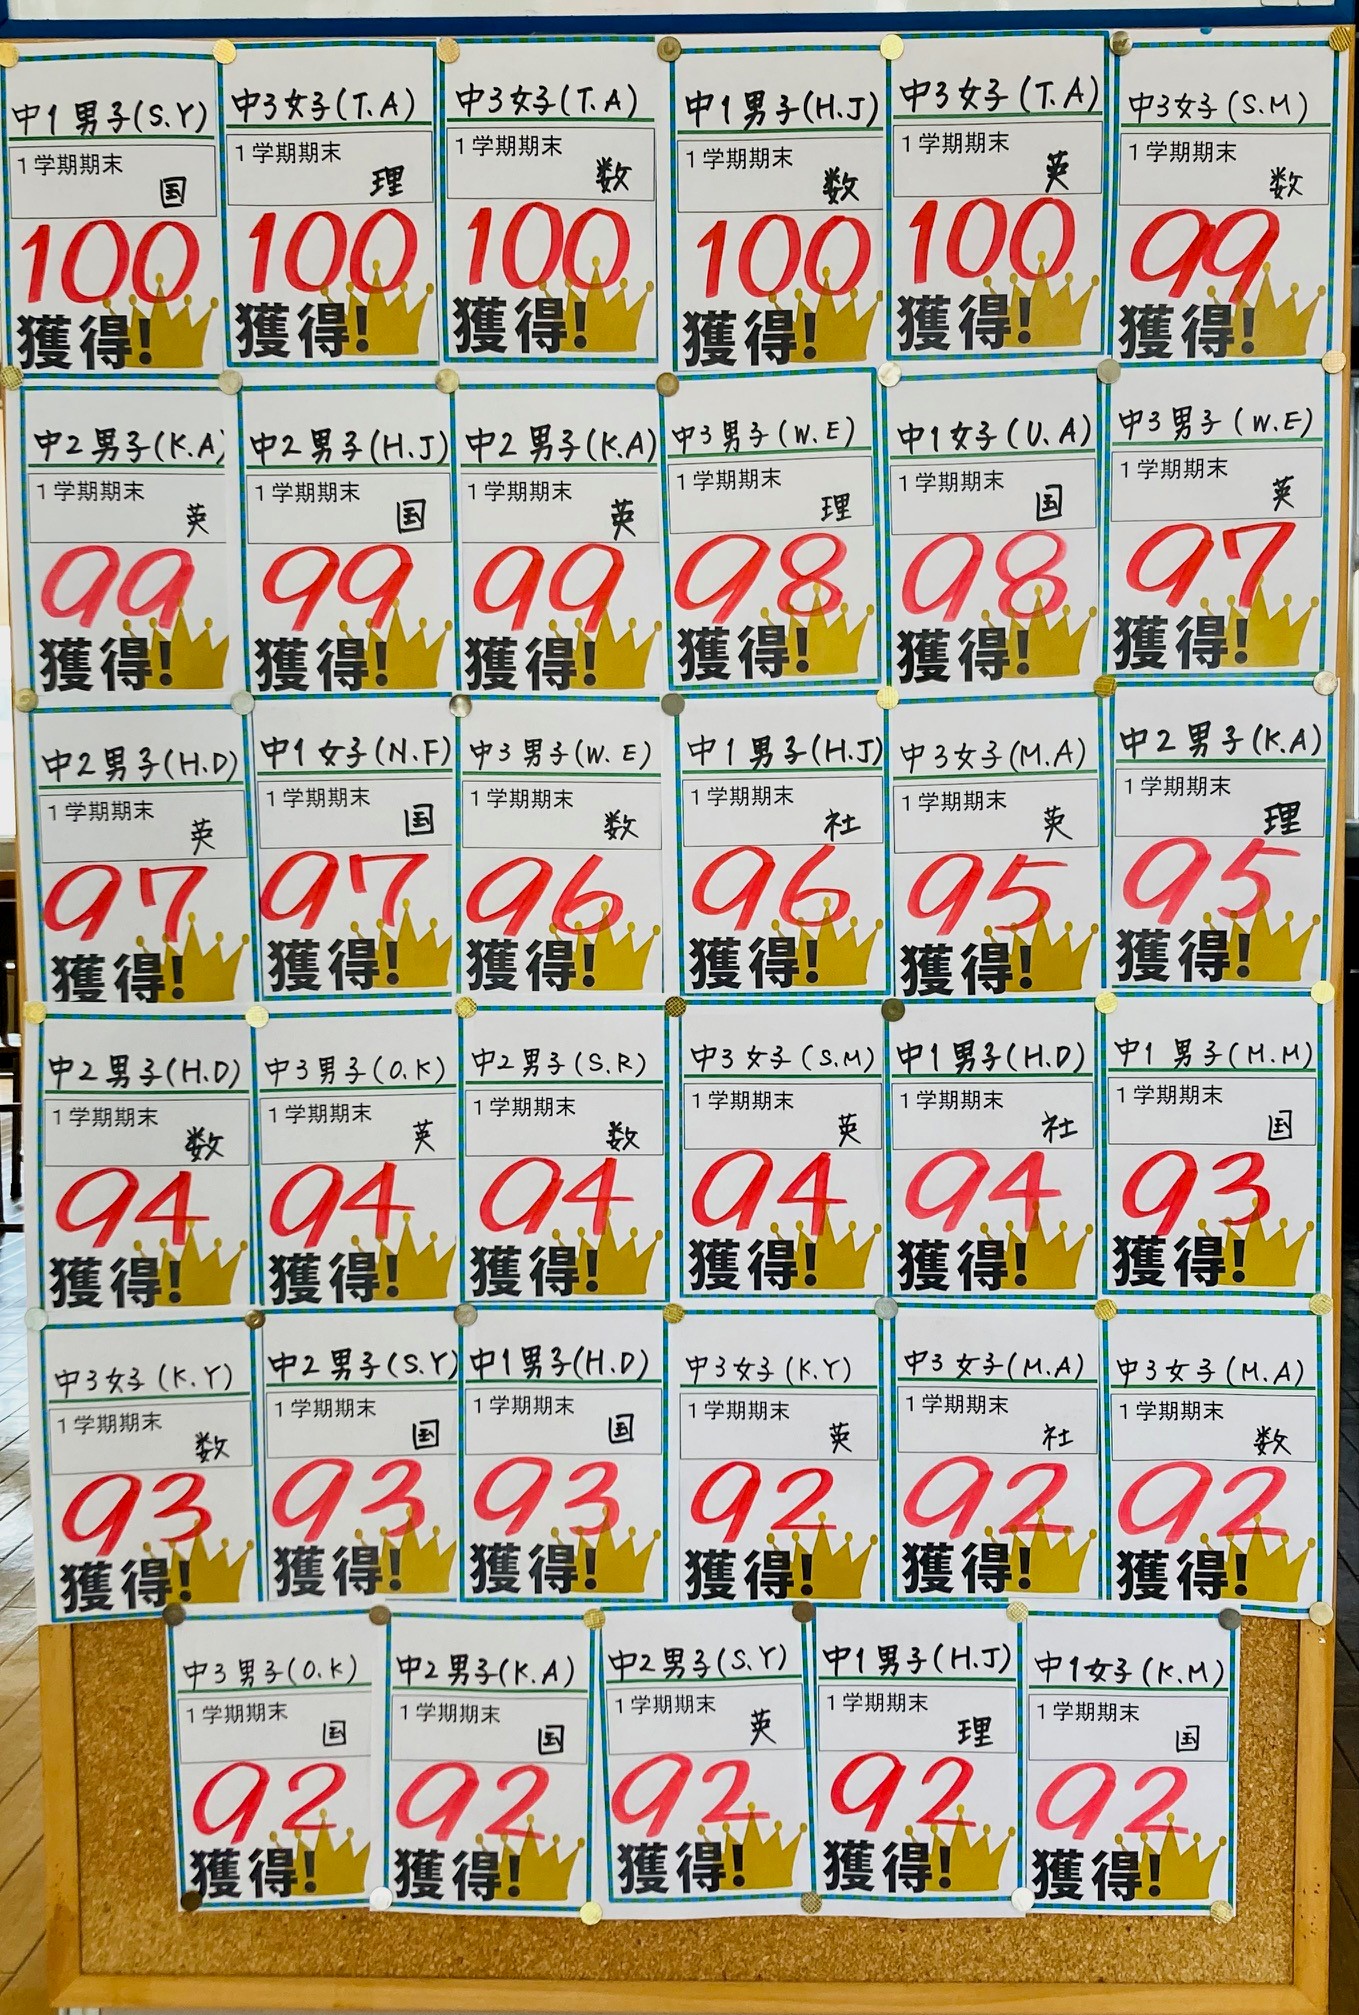 中1男子(S.Y)
1学期期末
国
100
獲得!
中3女子(T.A)
1学期期末
理
100
獲得!
中3女子(T.A)
1学期期末
数
100
獲得!
中1男子(H.J)
1学期期末
数
100
獲得!
中3女子(T.A)
1学期期末
英
100
獲得!
中3女子(S.M)
1学期期末
数
99
獲得!
中2男子(K.A)
1学期期末
英
99
獲得!
中2男子(H.J)
1学期期末
国
99
獲得!
中2男子(K.A)
1学期期末
英
99
獲得!
中3男子(W.E)
1学期期末
理
98
獲得!
中1女子(U.A)
1学期期末
国
98
獲得!
中3男子(W.E)
1学期期末
英
97
獲得!
中2男子(H.D)
1学期期末
英
97
獲得!
中1女子(N.F)
1学期期末
国
97
獲得!
中3男子(W.E)
1学期期末
数
96
獲得!
中1男子(H.J)
1学期期末
社
96
獲得!
中3女子(M.A)
1学期期末
英
95
獲得!
中2男子(K.A)
1学期期末
理
95
獲得!
中2男子(H.D)
1学期期末
数
94
獲得!
中3男子(O.K)
1学期期末
英
94
獲得!
中2男子(S.R)
1学期期末
数
94
獲得!
中3女子(S.M)
1学期期末
英
94
獲得!
中1男子(H.D)
1学期期末
社
94
獲得!
中1男子(M.M)
1学期期末
国
93
獲得!
中3女子(K.Y)
1学期期末
数
93
獲得!
中2男子(S.Y)
1学期期末
国
93
獲得!
中1男子(H.D)
1学期期末
国
93
獲得!
中3女子(K.Y)
1学期期末
英
92
獲得!
中3女子(M.A)
1学期期末
社
92
獲得!
中3女子(M.A)
1学期期末
数
92
獲得!
中3男子(O.K)
1学期期末
国
92
獲得!
中2男子(K.A)
1学期期末
国
92
獲得!
中2男子(S.Y)
1学期期末
英
92
獲得!
中1男子(H.J)
1学期期末
理
92
獲得!
中1女子(K.M)
1学期期末
国
92
獲得!